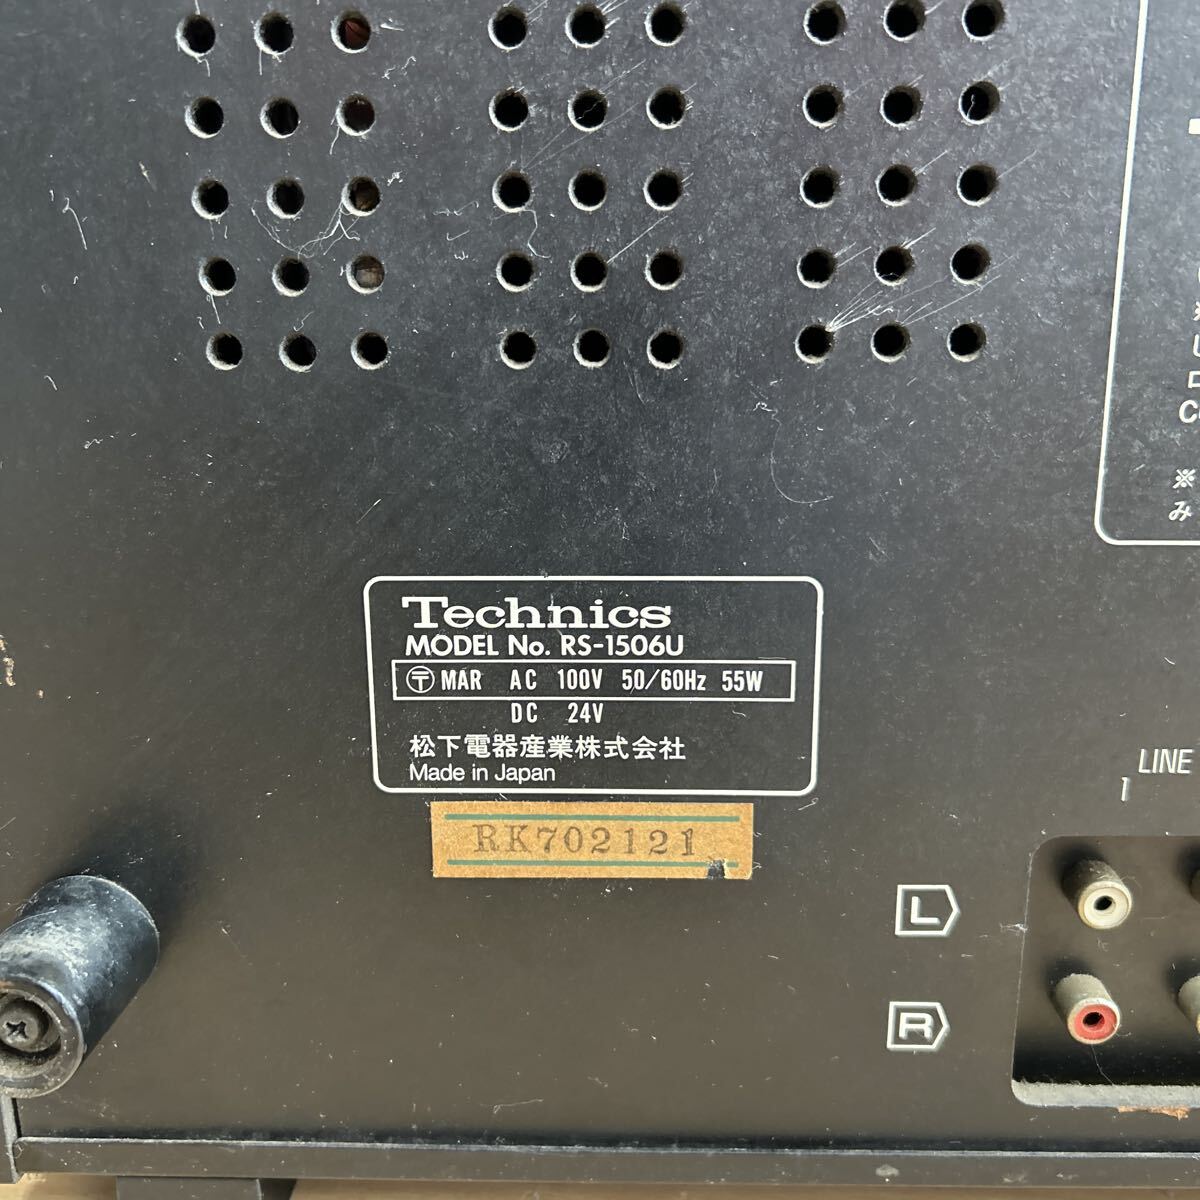 Technics
MODEL No. RS-1506U
〒 MAR AC 100V 50/60Hz 55W
DC 24V
松下電器産業株式会社
Made in Japan
RK702121
LINE
1
L
R
C
※
み